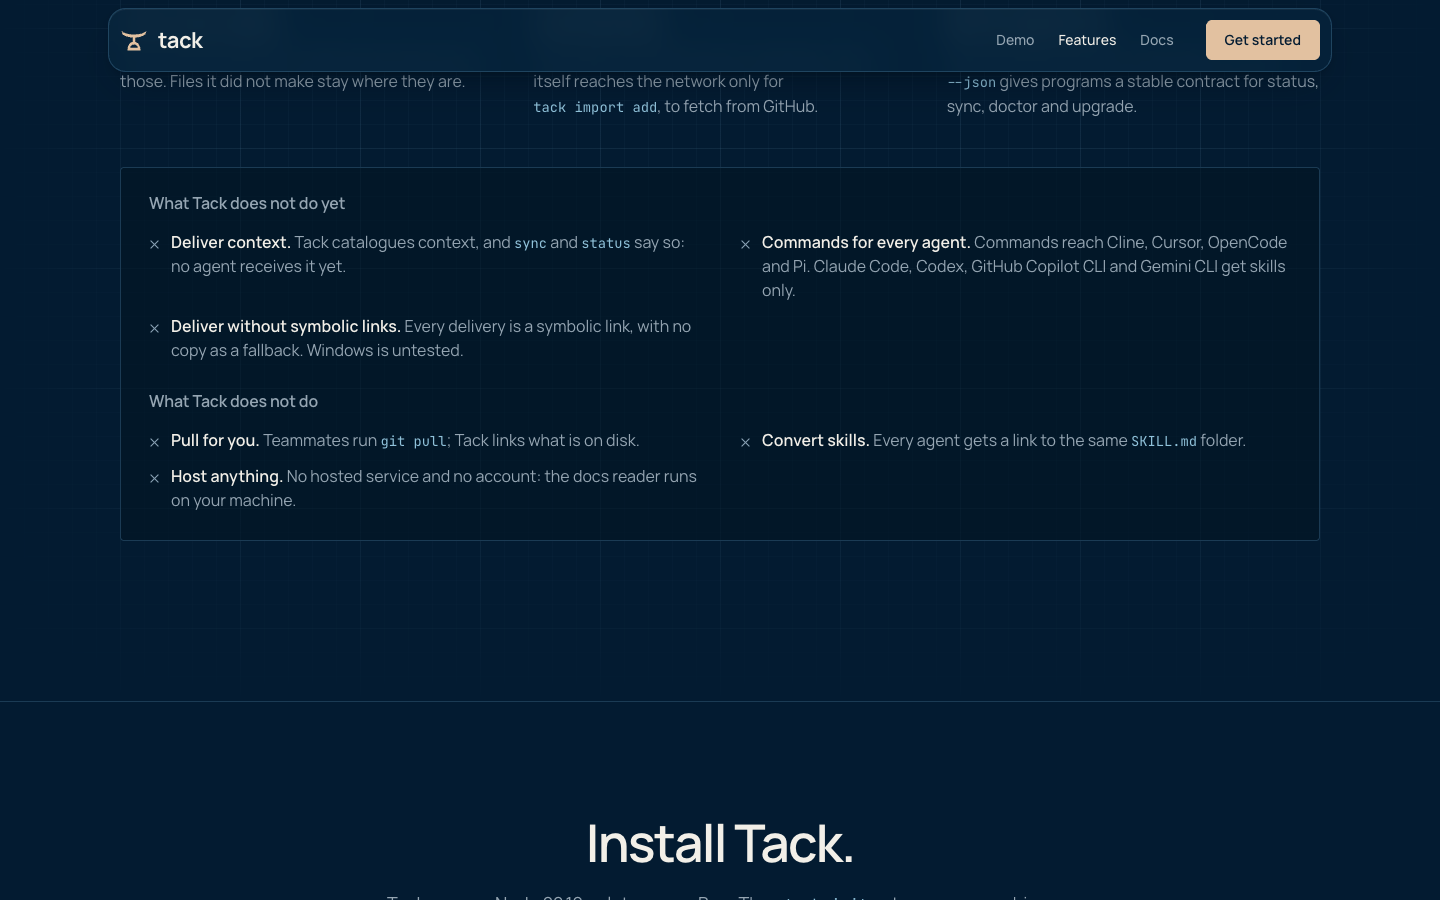 tack
Demo
Features
Docs
Get started
those. Files it did not make stay where they are.
itself reaches the network only for
tack import add, to fetch from GitHub.
--json gives programs a stable contract for status,
sync, doctor and upgrade.
What Tack does not do yet
× Deliver context. Tack catalogues context, and sync and status say so:
no agent receives it yet.
× Commands for every agent. Commands reach Cline, Cursor, OpenCode
and Pi. Claude Code, Codex, GitHub Copilot CLI and Gemini CLI get skills
only.
× Deliver without symbolic links. Every delivery is a symbolic link, with no
copy as a fallback. Windows is untested.
What Tack does not do
× Pull for you. Teammates run git pull; Tack links what is on disk.
× Convert skills. Every agent gets a link to the same SKILL.md folder.
× Host anything. No hosted service and no account: the docs reader runs
on your machine.
Install Tack.